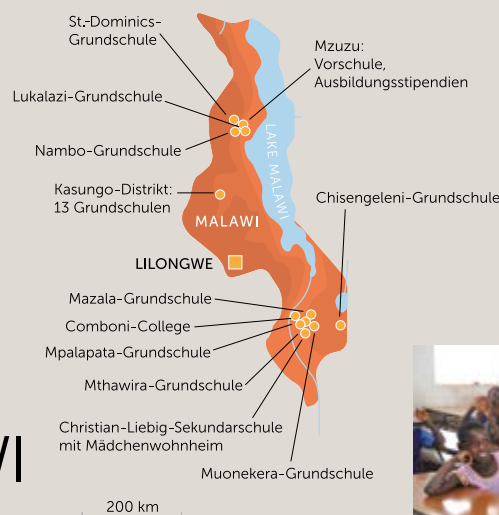 St.-Dominics-
Grundschule
Mzuzu:
Vorschule,
Ausbildungsstipendien
Lukalazi-Grundschule
Nambo-Grundschule
LAKE MALAWI
Kasungo-Distrikt:
13 Grundschulen
Chisengeleni-Grundschule
MALAWI
LILONGWE
Mazala-Grundschule
Comboni-College
Mpalapata-Grundschule
Mthawira-Grundschule
Christian-Liebig-Sekundarschule
mit Mädchenwohnheim
Muonekera-Grundschule
200 km